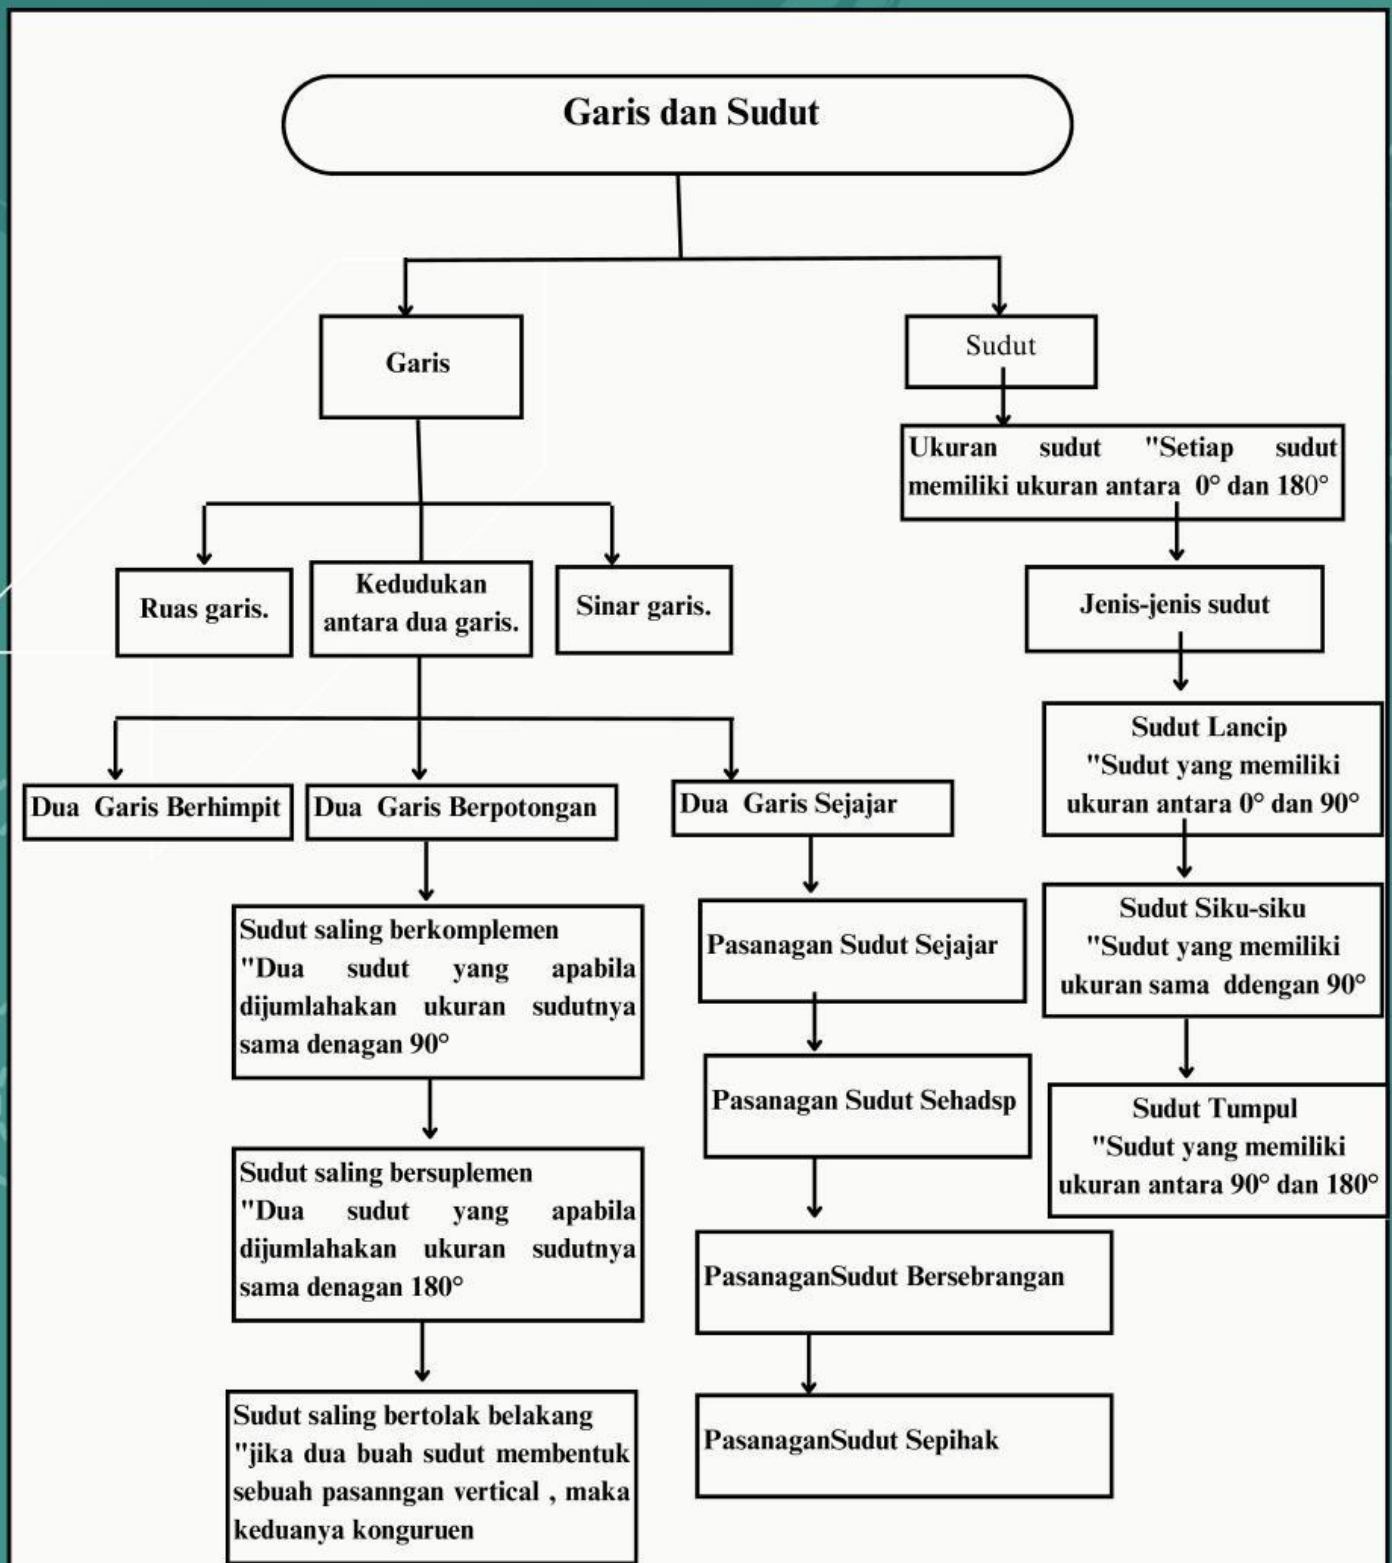 Garis dan Sudut
Garis
Sudut
Ukuran sudut "Setiap sudut
memiliki ukuran antara 0° dan 180°
Ruas garis.
Kedudukan
antara dua garis.
Sinar garis.
Jenis-jenis sudut
Dua Garis Berhimpit
Dua Garis Berpotongan
Dua Garis Sejajar
Sudut Lancip
"Sudut yang memiliki
ukuran antara 0° dan 90°
Sudut saling berkomplemen
"Dua sudut yang apabila
dijumlahakan ukuran sudutnya
sama denagan 90°
Pasanagan Sudut Sejajar
Sudut Siku-siku
"Sudut yang memiliki
ukuran sama ddengan 90°
Pasanagan Sudut Sehadsp
Sudut Tumpul
"Sudut yang memiliki
ukuran antara 90° dan 180°
Sudut saling bersuplemen
"Dua sudut yang apabila
dijumlahakan ukuran sudutnya
sama denagan 180°
PasanaganSudut Bersebrangan
Sudut saling bertolak belakang
"jika dua buah sudut membentuk
sebuah pasanngan vertical , maka
keduanya konguruen
PasanaganSudut Sepihak